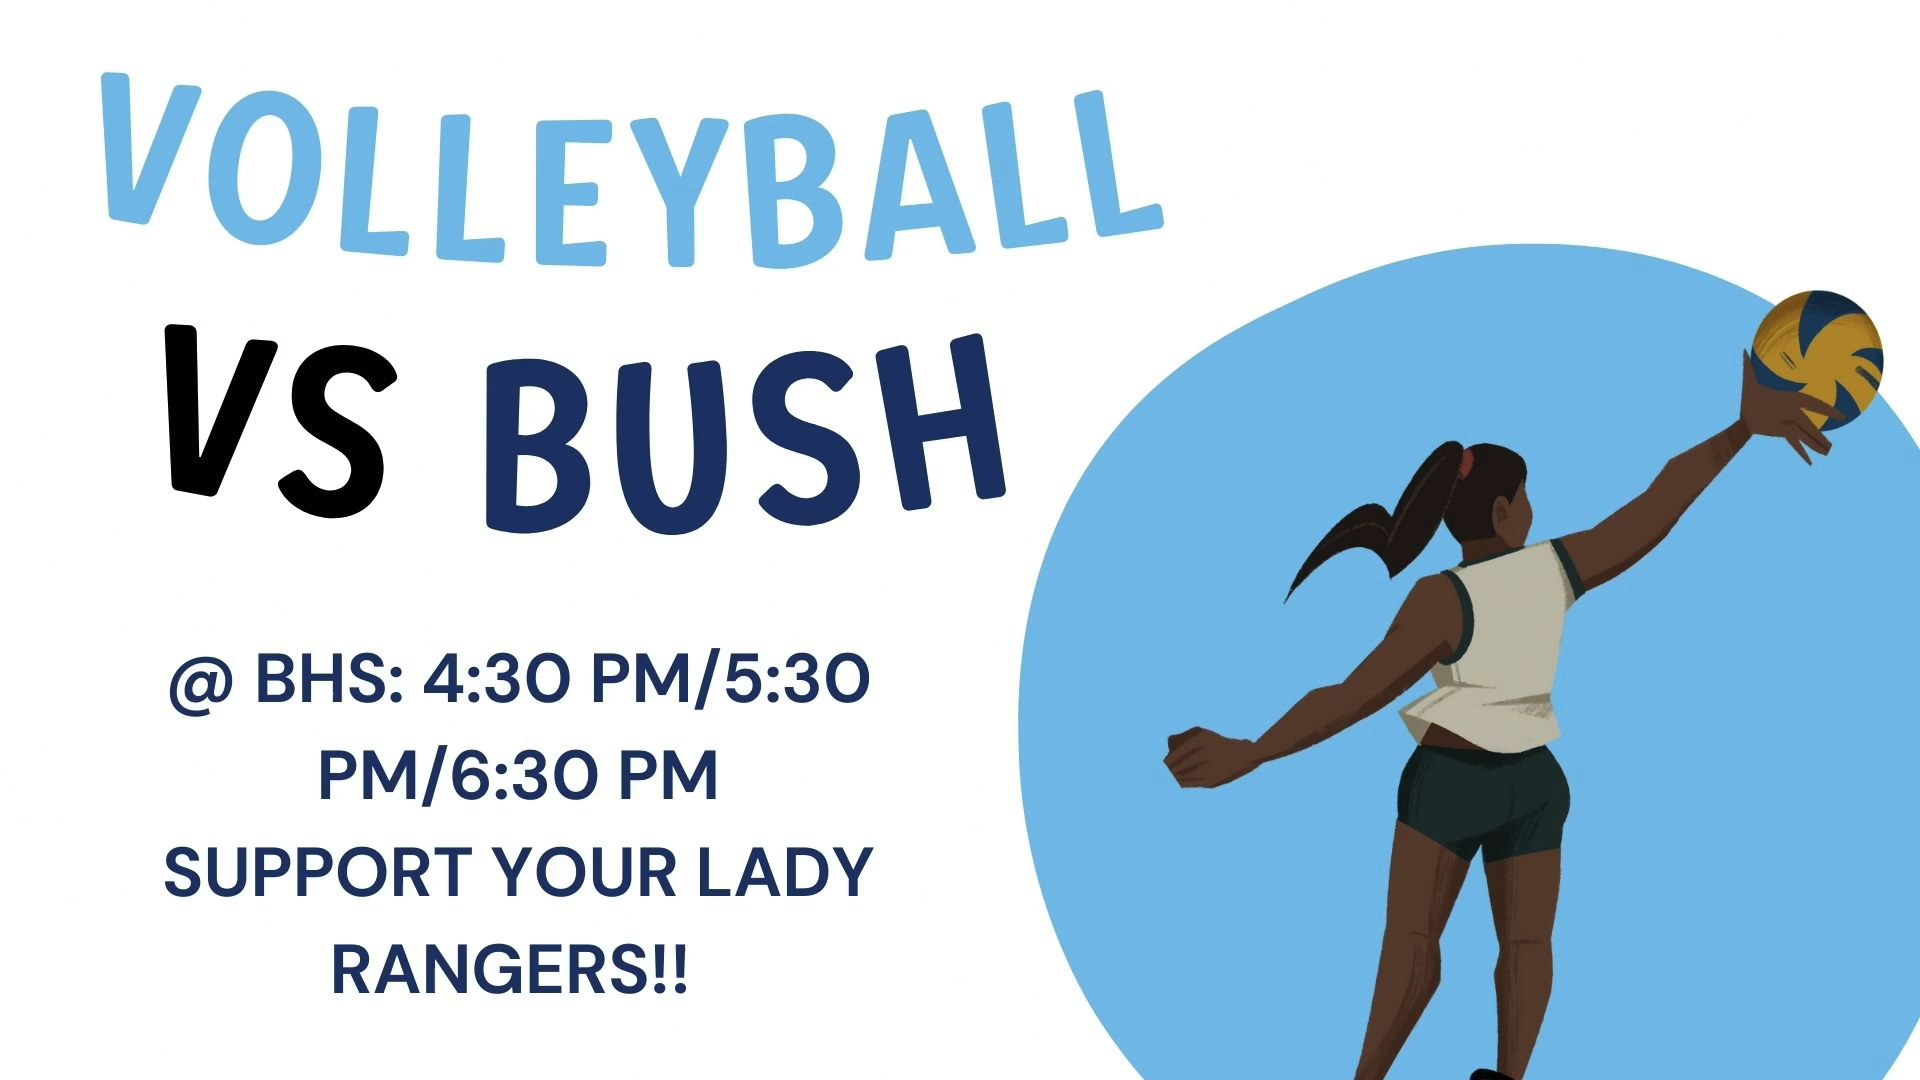 VOLLEYBALL
VS BUSH
@ BHS: 4:30 PM/5:30
PM/6:30 PM
SUPPORT YOUR LADY
RANGERS!!